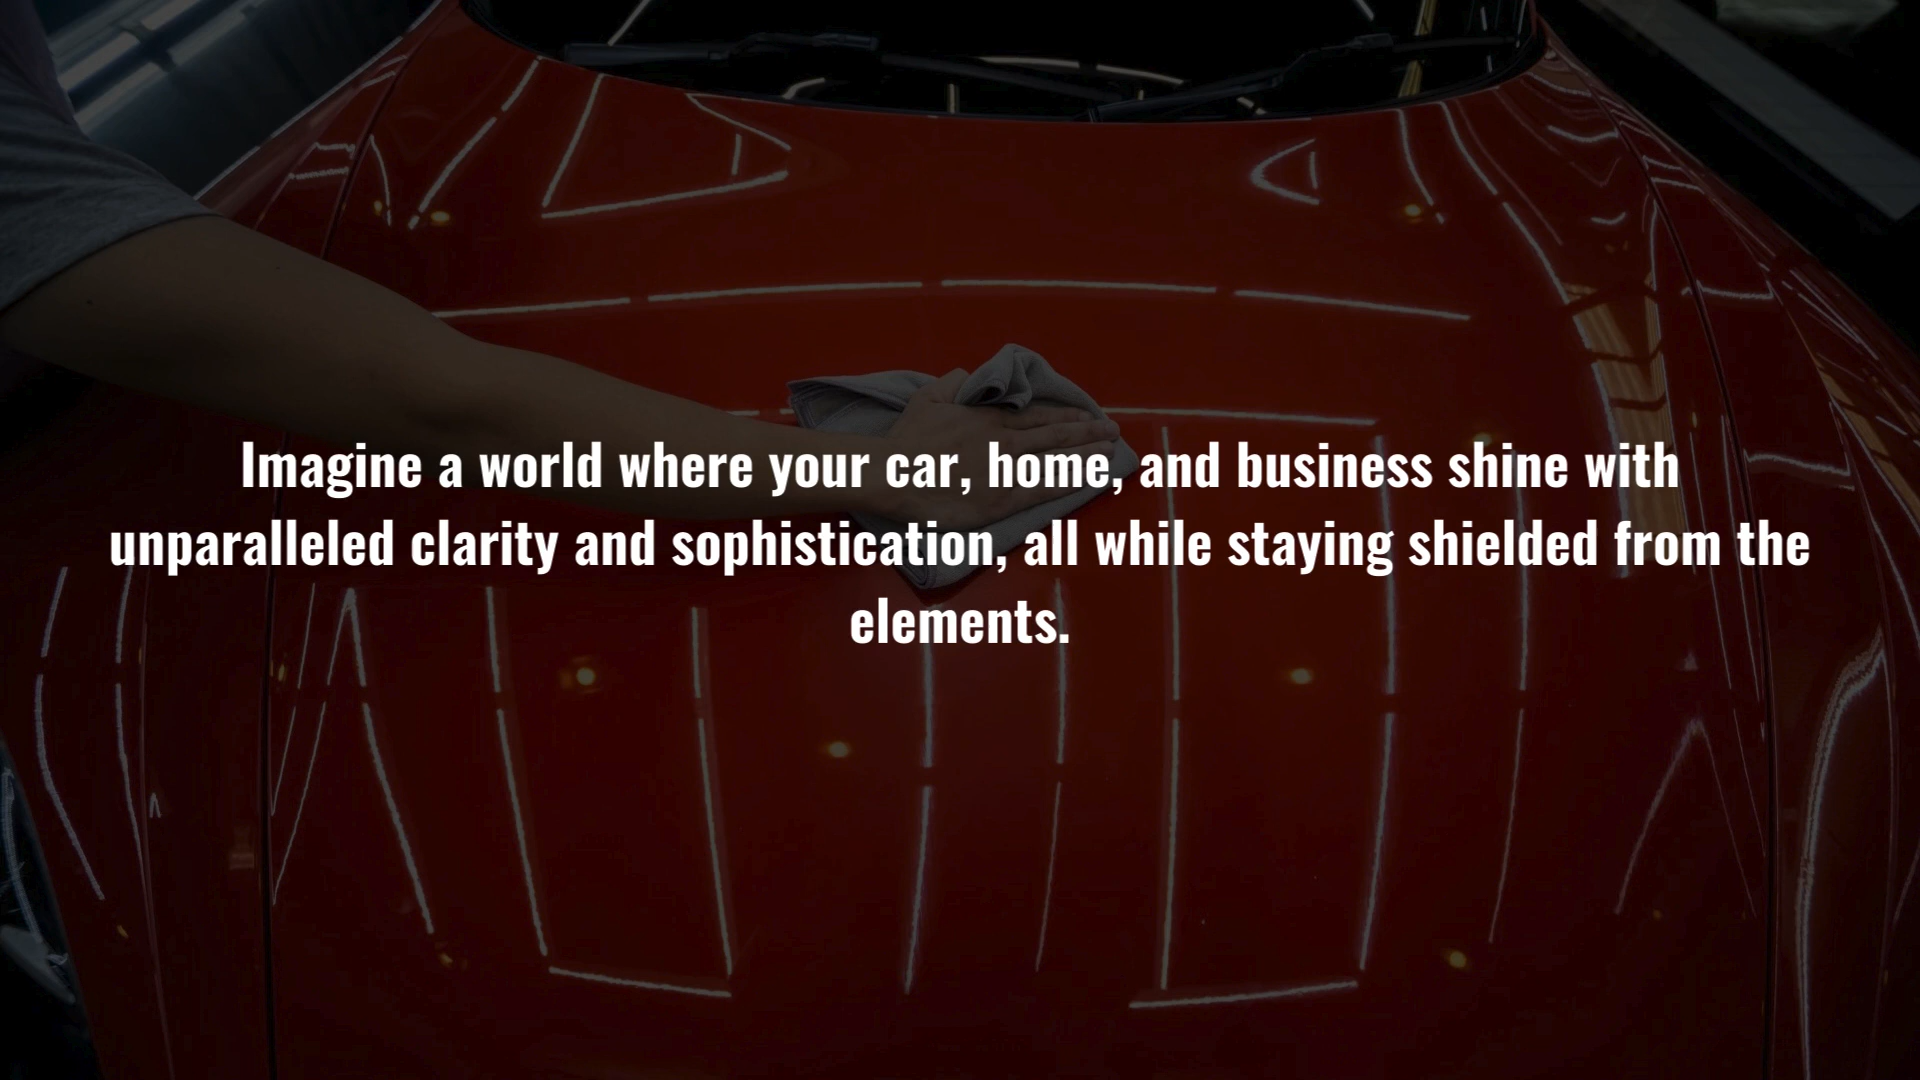 Imagine a world where your car, home, and business shine with
unparalleled clarity and sophistication, all while staying shielded from the
elements.